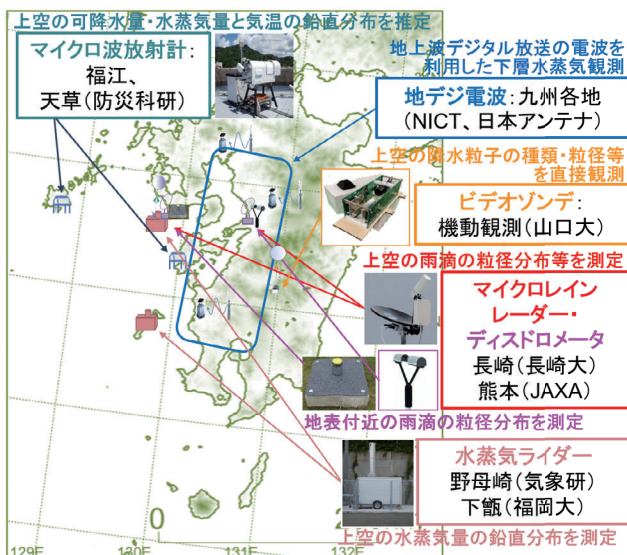 上空の可降水量・水蒸気量と気温の鉛直分布を推定
マイクロ波放射計：
福江、
天草(防災科研)
地上波デジタル放送の電波を
利用した下層水蒸気観測
地デジ電波：九州各地
(NICT、日本アンテナ)
上空の降水粒子の種類・粒径等
を直接観測
ビデオゾンデ：
機動観測(山口大)
上空の雨滴の粒径分布等を測定
マイクロレイン
レーダー・
ディスドロメータ
長崎(長崎大)
熊本(JAXA)
地表付近の雨滴の粒径分布を測定
水蒸気ライダー
野母崎(気象研)
下甑(福岡大)
上空の水蒸気量の鉛直分布を測定
0
129E
130E
131E
132E